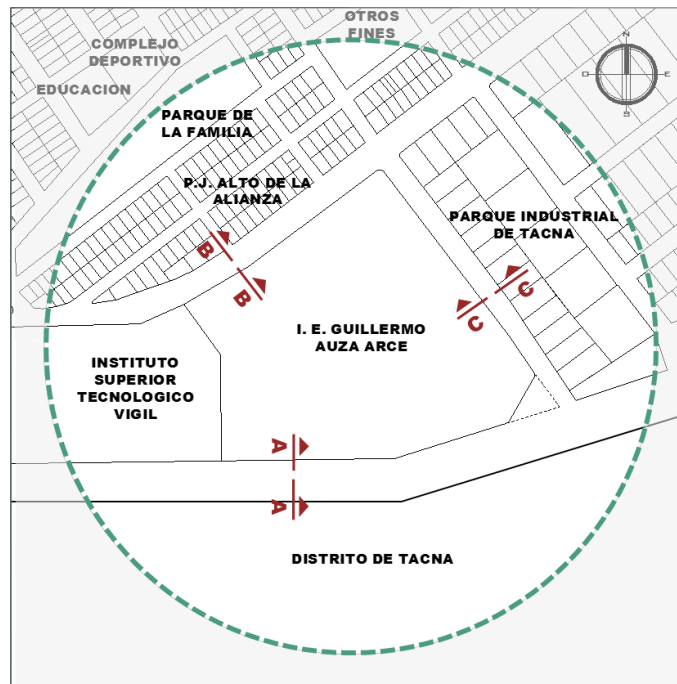 OTROS
FINES
COMPLEJO
DEPORTIVO
EDUCACION
N
O
E
S
PARQUE DE
LA FAMILIA
P.J. ALTO DE LA
ALIANZA
PARQUE INDUSTRIAL
DE TACNA
B
B
C
C
I. E. GUILLERMO
AUZA ARCE
INSTITUTO
SUPERIOR
TECNOLOGICO
VIGIL
A
A
DISTRITO DE TACNA